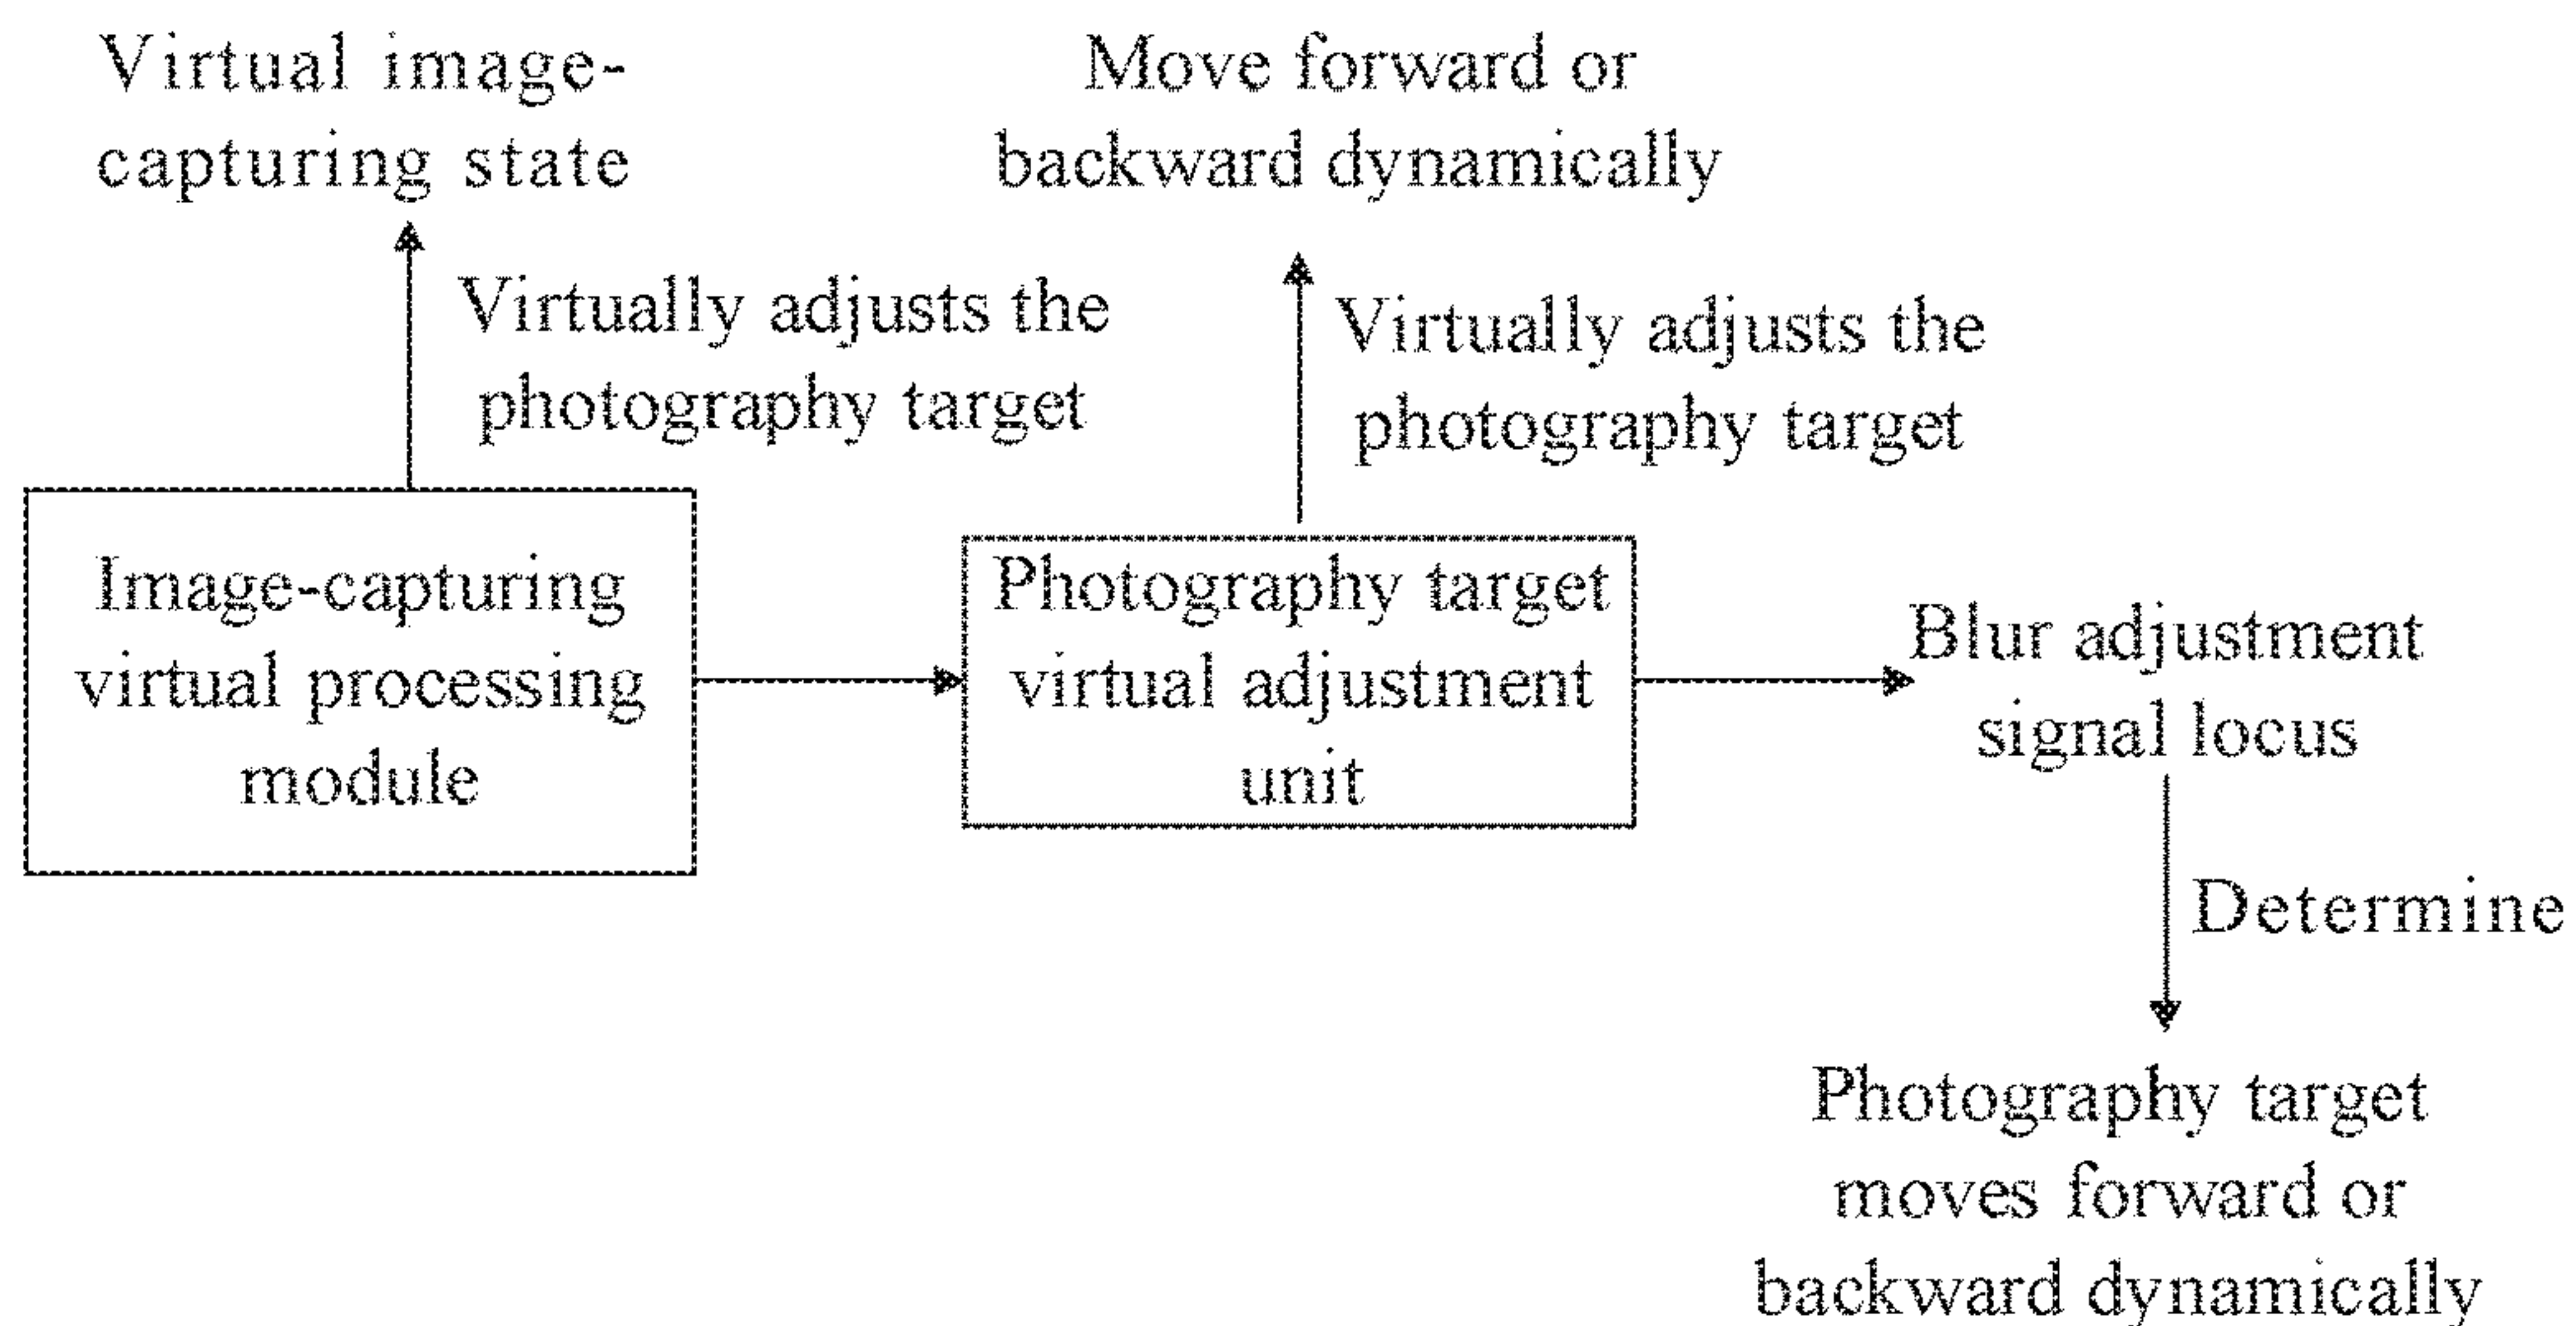 Virtual image-
capturing state
Move forward or
backward dynamically
Virtually adjusts the
photography target
Virtually adjusts the
photography target
Image-capturing
virtual processing
module
Photography target
virtual adjustment
unit
Blur adjustment
signal locus
Determine
Photography target
moves forward or
backward dynamically